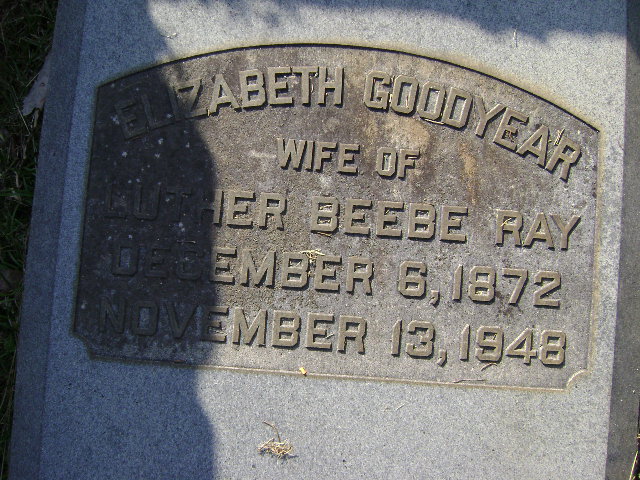 ELIZABETH GOODYEAR
WIFE OF
LUTHER BEEBE RAY
DECEMBER 6, 1872
NOVEMBER 13, 1948